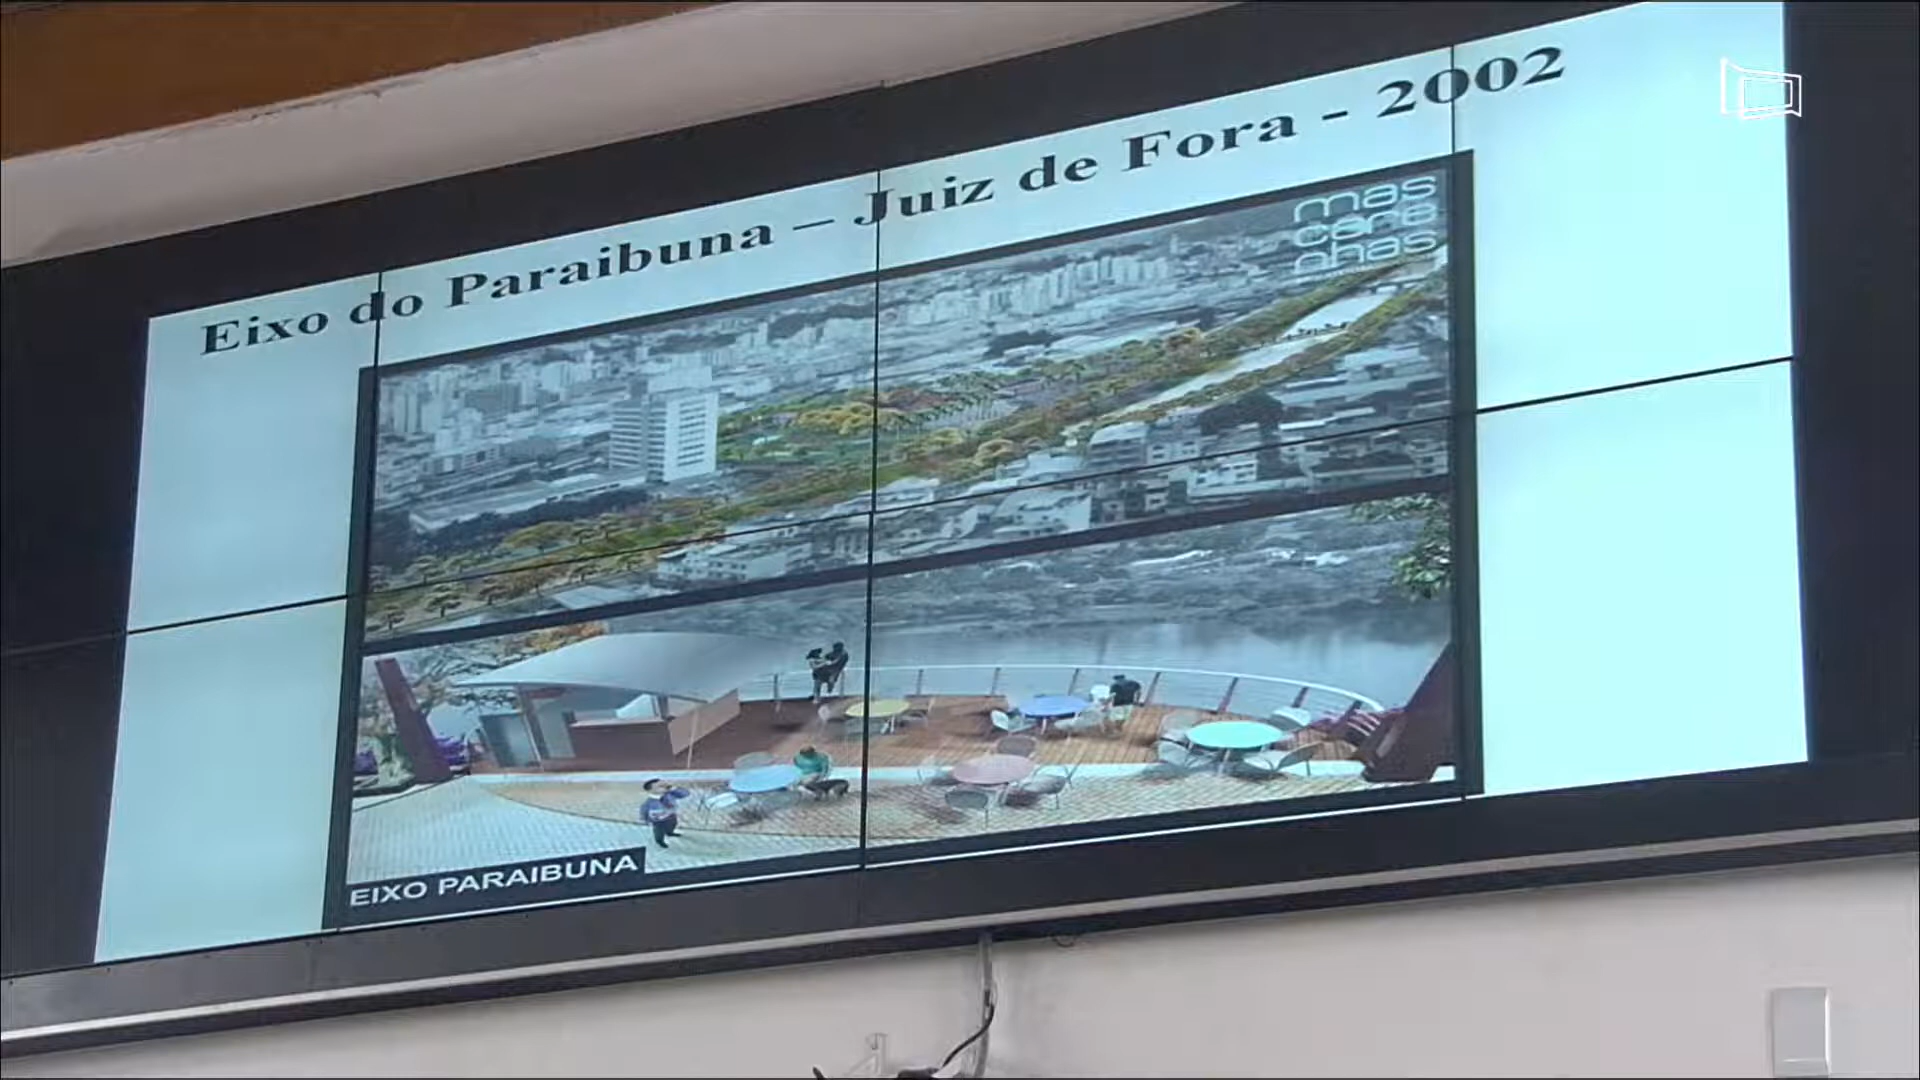 Eixo do Paraibuna – Juiz de Fora - 2002
mas
care
nhas
EIXO PARAIBUNA